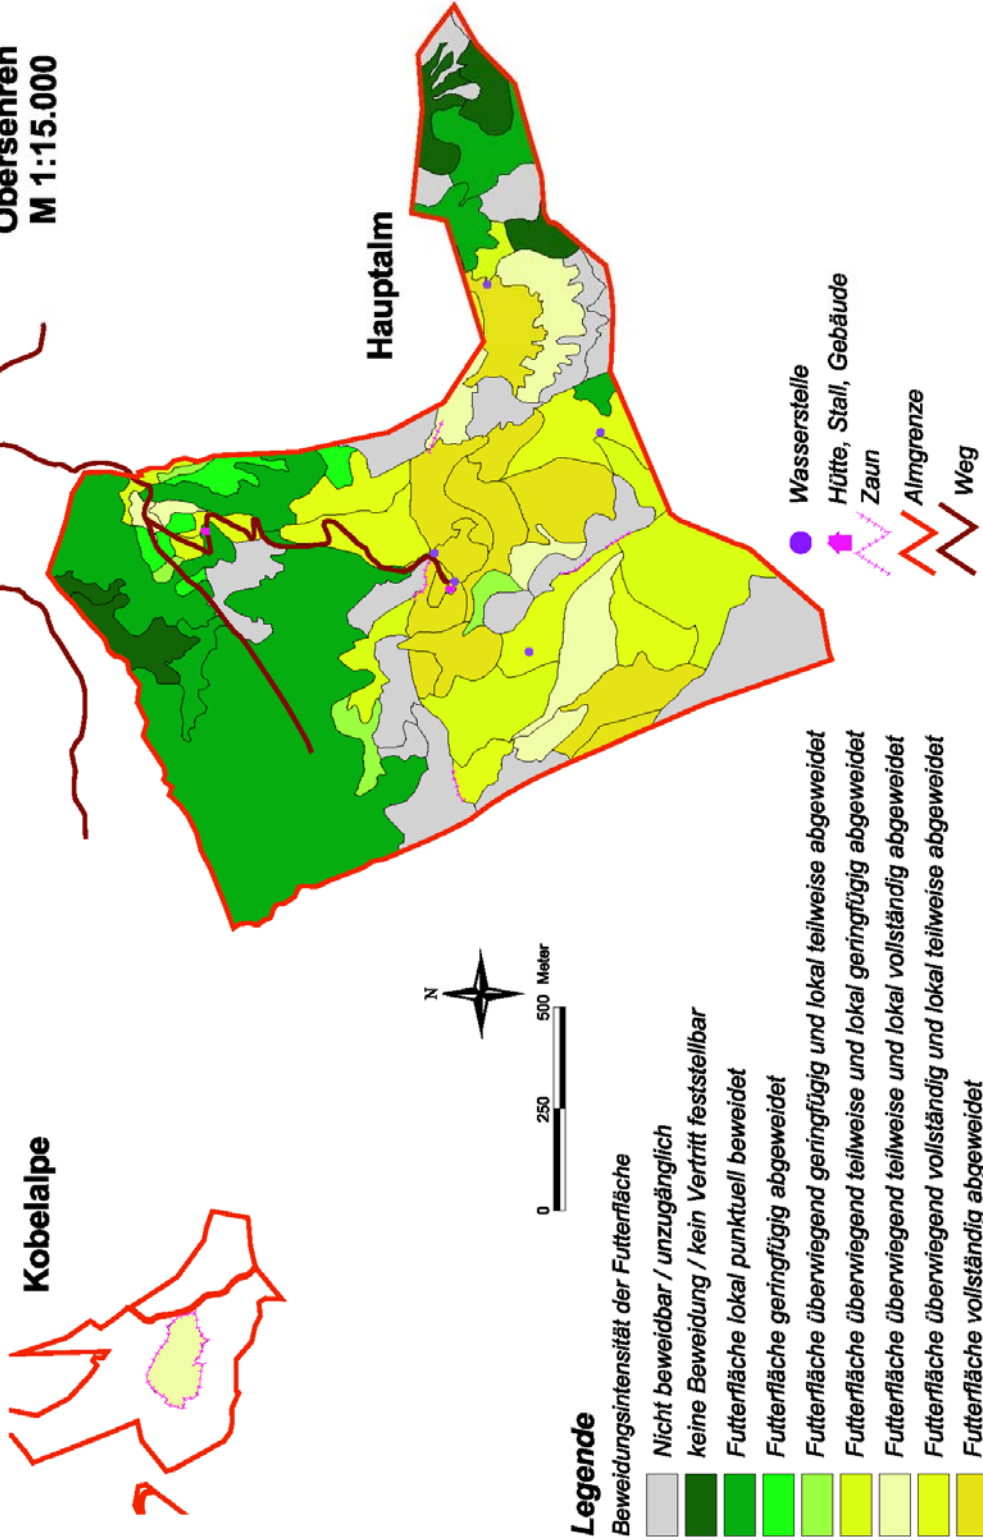 Obersehren
M 1:15.000
Hauptalm
Kobelalpe
N
0 250 500 Meter
Legende
Beweidungsintensität der Futterfläche
Nicht beweidbar / unzugänglich
keine Beweidung / kein Vertritt feststellbar
Futterfläche lokal punktuell beweidet
Futterfläche geringfügig abgeweidet
Futterfläche überwiegend geringfügig und lokal teilweise abgeweidet
Futterfläche überwiegend teilweise und lokal geringfügig abgeweidet
Futterfläche überwiegend teilweise und lokal vollständig abgeweidet
Futterfläche überwiegend vollständig und lokal teilweise abgeweidet
Futterfläche vollständig abgeweidet
Wasserstelle
Hütte, Stall, Gebäude
Zaun
Almgrenze
Weg